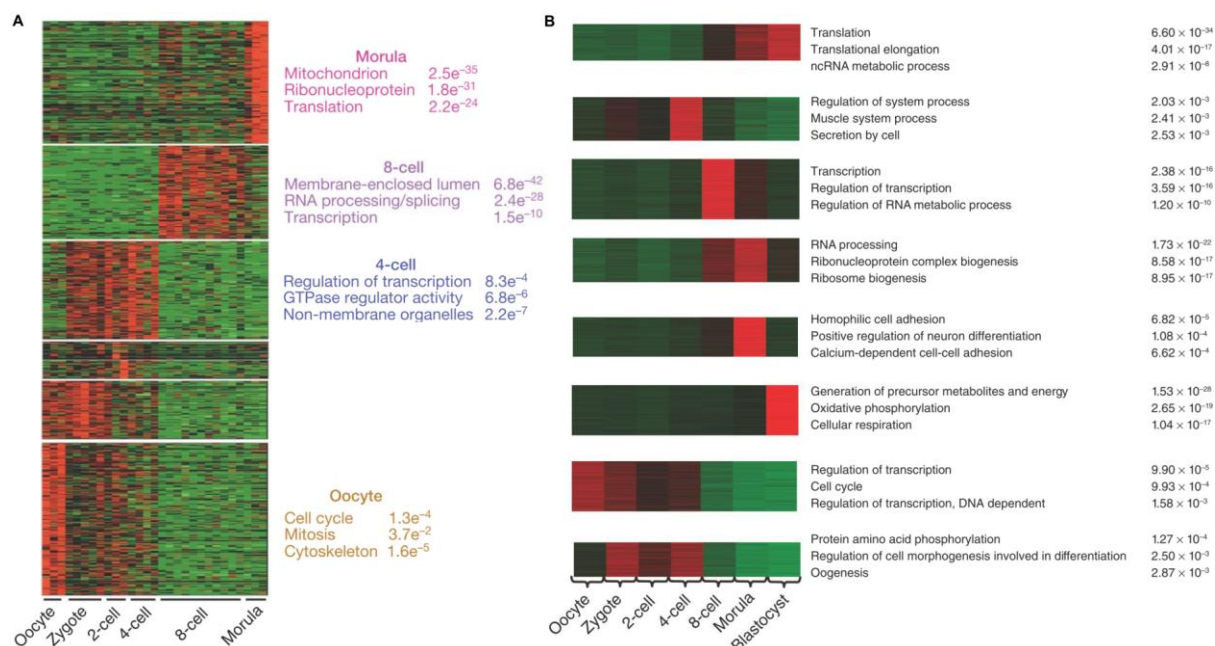 A
Morula
Mitochondrion 2.5e⁻³⁵
Ribonucleoprotein 1.8e⁻³¹
Translation 2.2e⁻²⁴
8-cell
Membrane-enclosed lumen 6.8e⁻⁴²
RNA processing/splicing 2.4e⁻²⁸
Transcription 1.5e⁻¹⁰
4-cell
Regulation of transcription 8.3e⁻⁴
GTPase regulator activity 6.8e⁻⁶
Non-membrane organelles 2.2e⁻⁷
Oocyte
Cell cycle 1.3e⁻⁴
Mitosis 3.7e⁻²
Cytoskeleton 1.6e⁻⁵
Oocyte
Zygote
2-cell
4-cell
8-cell
Morula
B
Translation 6.60 × 10⁻³⁴
Translational elongation 4.01 × 10⁻¹⁷
ncRNA metabolic process 2.91 × 10⁻⁸
Regulation of system process 2.03 × 10⁻³
Muscle system process 2.41 × 10⁻³
Secretion by cell 2.53 × 10⁻³
Transcription 2.38 × 10⁻¹⁶
Regulation of transcription 3.59 × 10⁻¹⁶
Regulation of RNA metabolic process 1.20 × 10⁻¹⁰
RNA processing 1.73 × 10⁻²²
Ribonucleoprotein complex biogenesis 8.58 × 10⁻¹⁷
Ribosome biogenesis 8.95 × 10⁻¹⁷
Homophilic cell adhesion 6.82 × 10⁻⁵
Positive regulation of neuron differentiation 1.08 × 10⁻⁴
Calcium-dependent cell-cell adhesion 6.62 × 10⁻⁴
Generation of precursor metabolites and energy 1.53 × 10⁻²⁸
Oxidative phosphorylation 2.65 × 10⁻¹⁹
Cellular respiration 1.04 × 10⁻¹⁷
Regulation of transcription 9.90 × 10⁻⁵
Cell cycle 9.93 × 10⁻⁴
Regulation of transcription, DNA dependent 1.58 × 10⁻³
Protein amino acid phosphorylation 1.27 × 10⁻⁴
Regulation of cell morphogenesis involved in differentiation 2.50 × 10⁻³
Oogenesis 2.87 × 10⁻³
Oocyte
Zygote
2-cell
4-cell
8-cell
Morula
Blastocyst